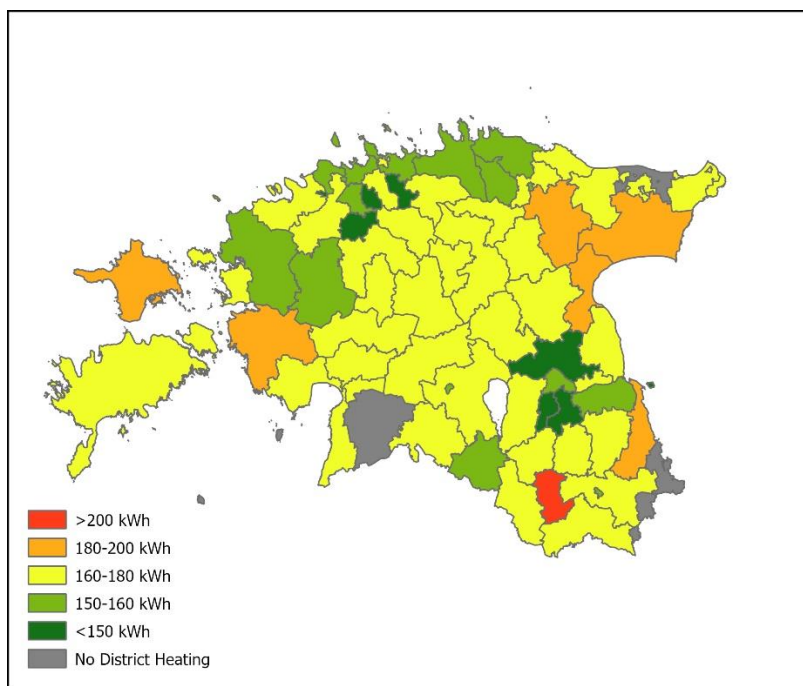 >200 kWh
180-200 kWh
160-180 kWh
150-160 kWh
<150 kWh
No District Heating